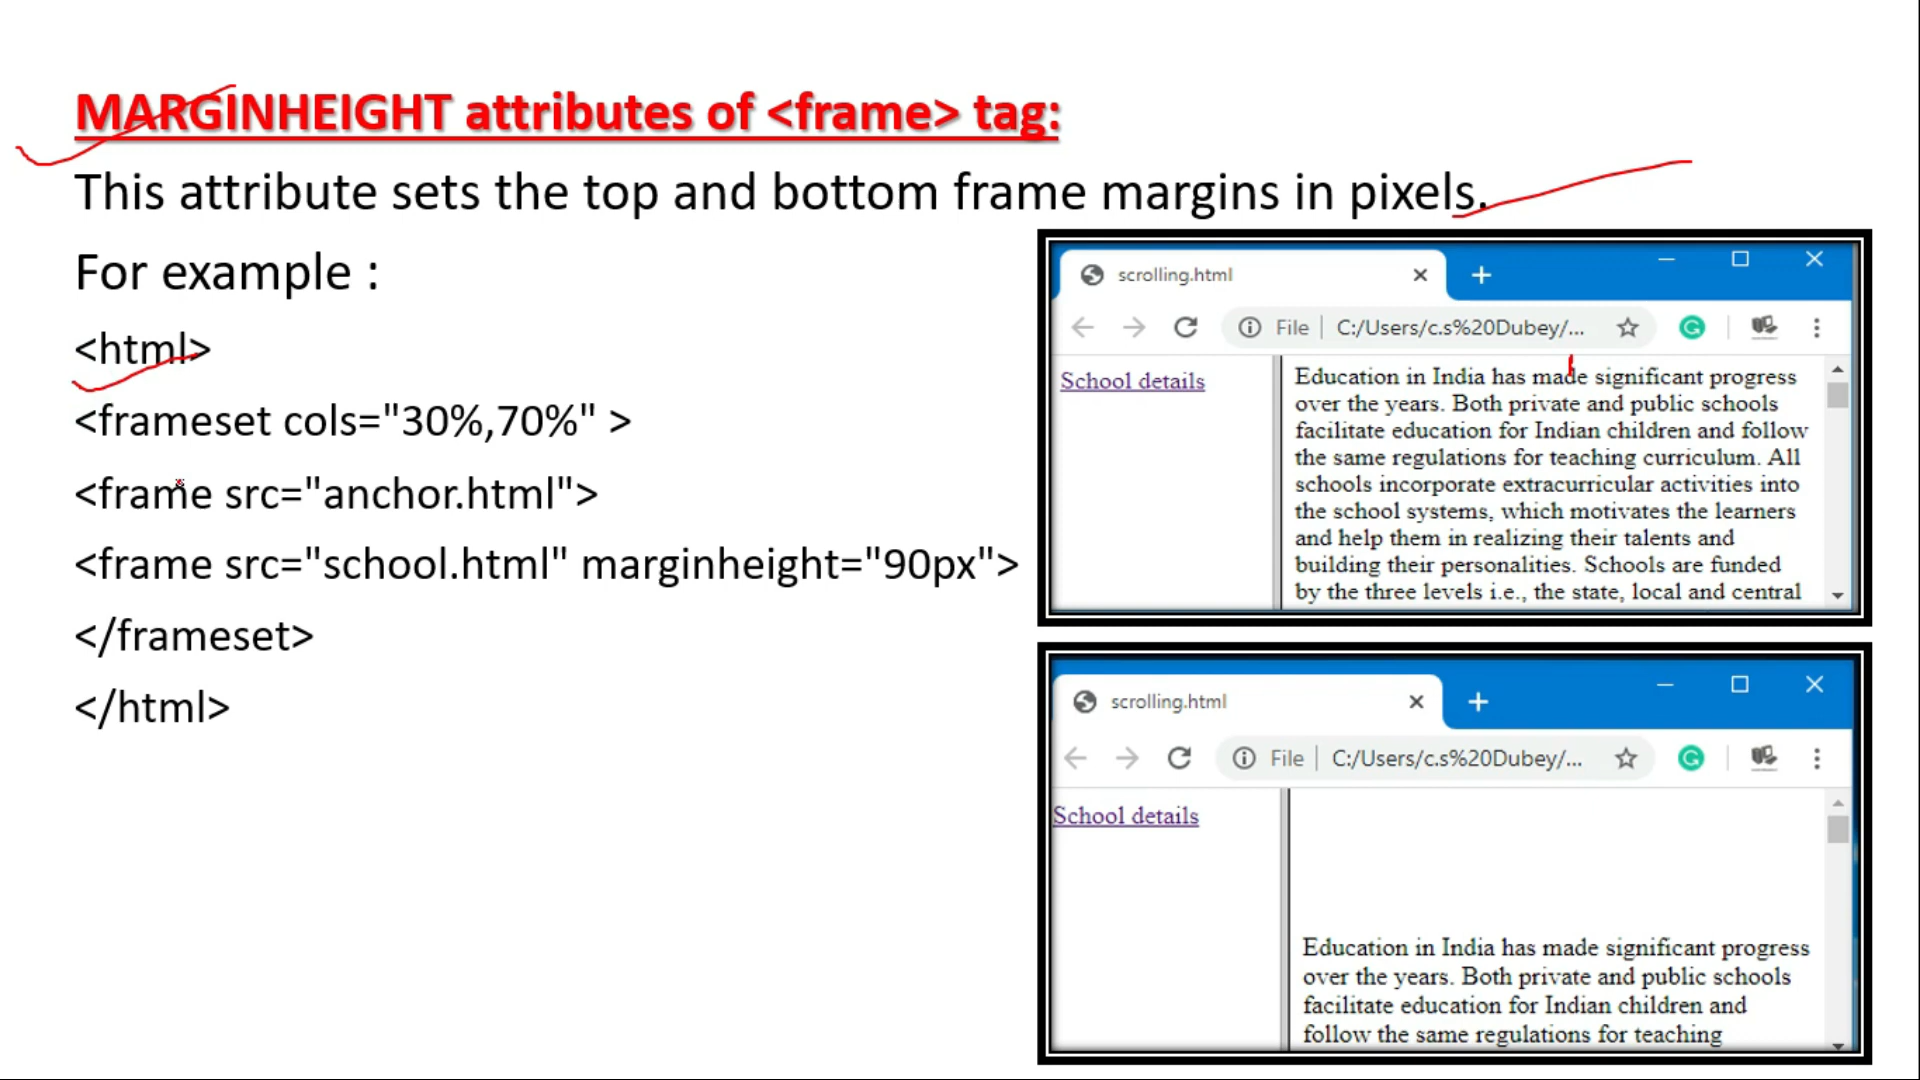 MARGINHEIGHT attributes of <frame> tag:
This attribute sets the top and bottom frame margins in pixels.
For example :
<html>
<frameset cols="30%,70%" >
<frame src="anchor.html">
<frame src="school.html" marginheight="90px">
</frameset>
</html>
scrolling.html
File C:/Users/c.s%20Dubey/...
School details
Education in India has made significant progress
over the years. Both private and public schools
facilitate education for Indian children and follow
the same regulations for teaching curriculum. All
schools incorporate extracurricular activities into
the school systems, which motivates the learners
and help them in realizing their talents and
building their personalities. Schools are funded
by the three levels i.e., the state, local and central
scrolling.html
File C:/Users/c.s%20Dubey/...
School details
Education in India has made significant progress
over the years. Both private and public schools
facilitate education for Indian children and
follow the same regulations for teaching